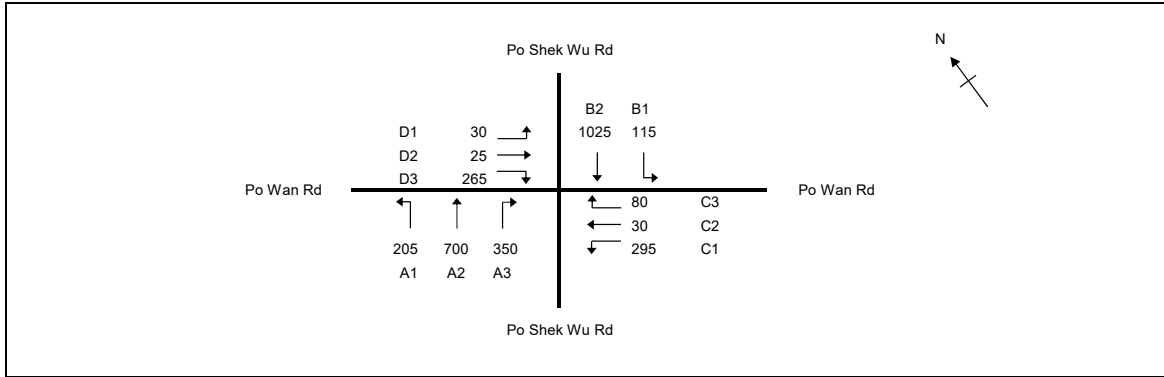 N
Po Shek Wu Rd
B2 B1
D1 30 1025 115
D2 25
D3 265
Po Wan Rd Po Wan Rd
80 C3
30 C2
205 700 350 295 C1
A1 A2 A3
Po Shek Wu Rd